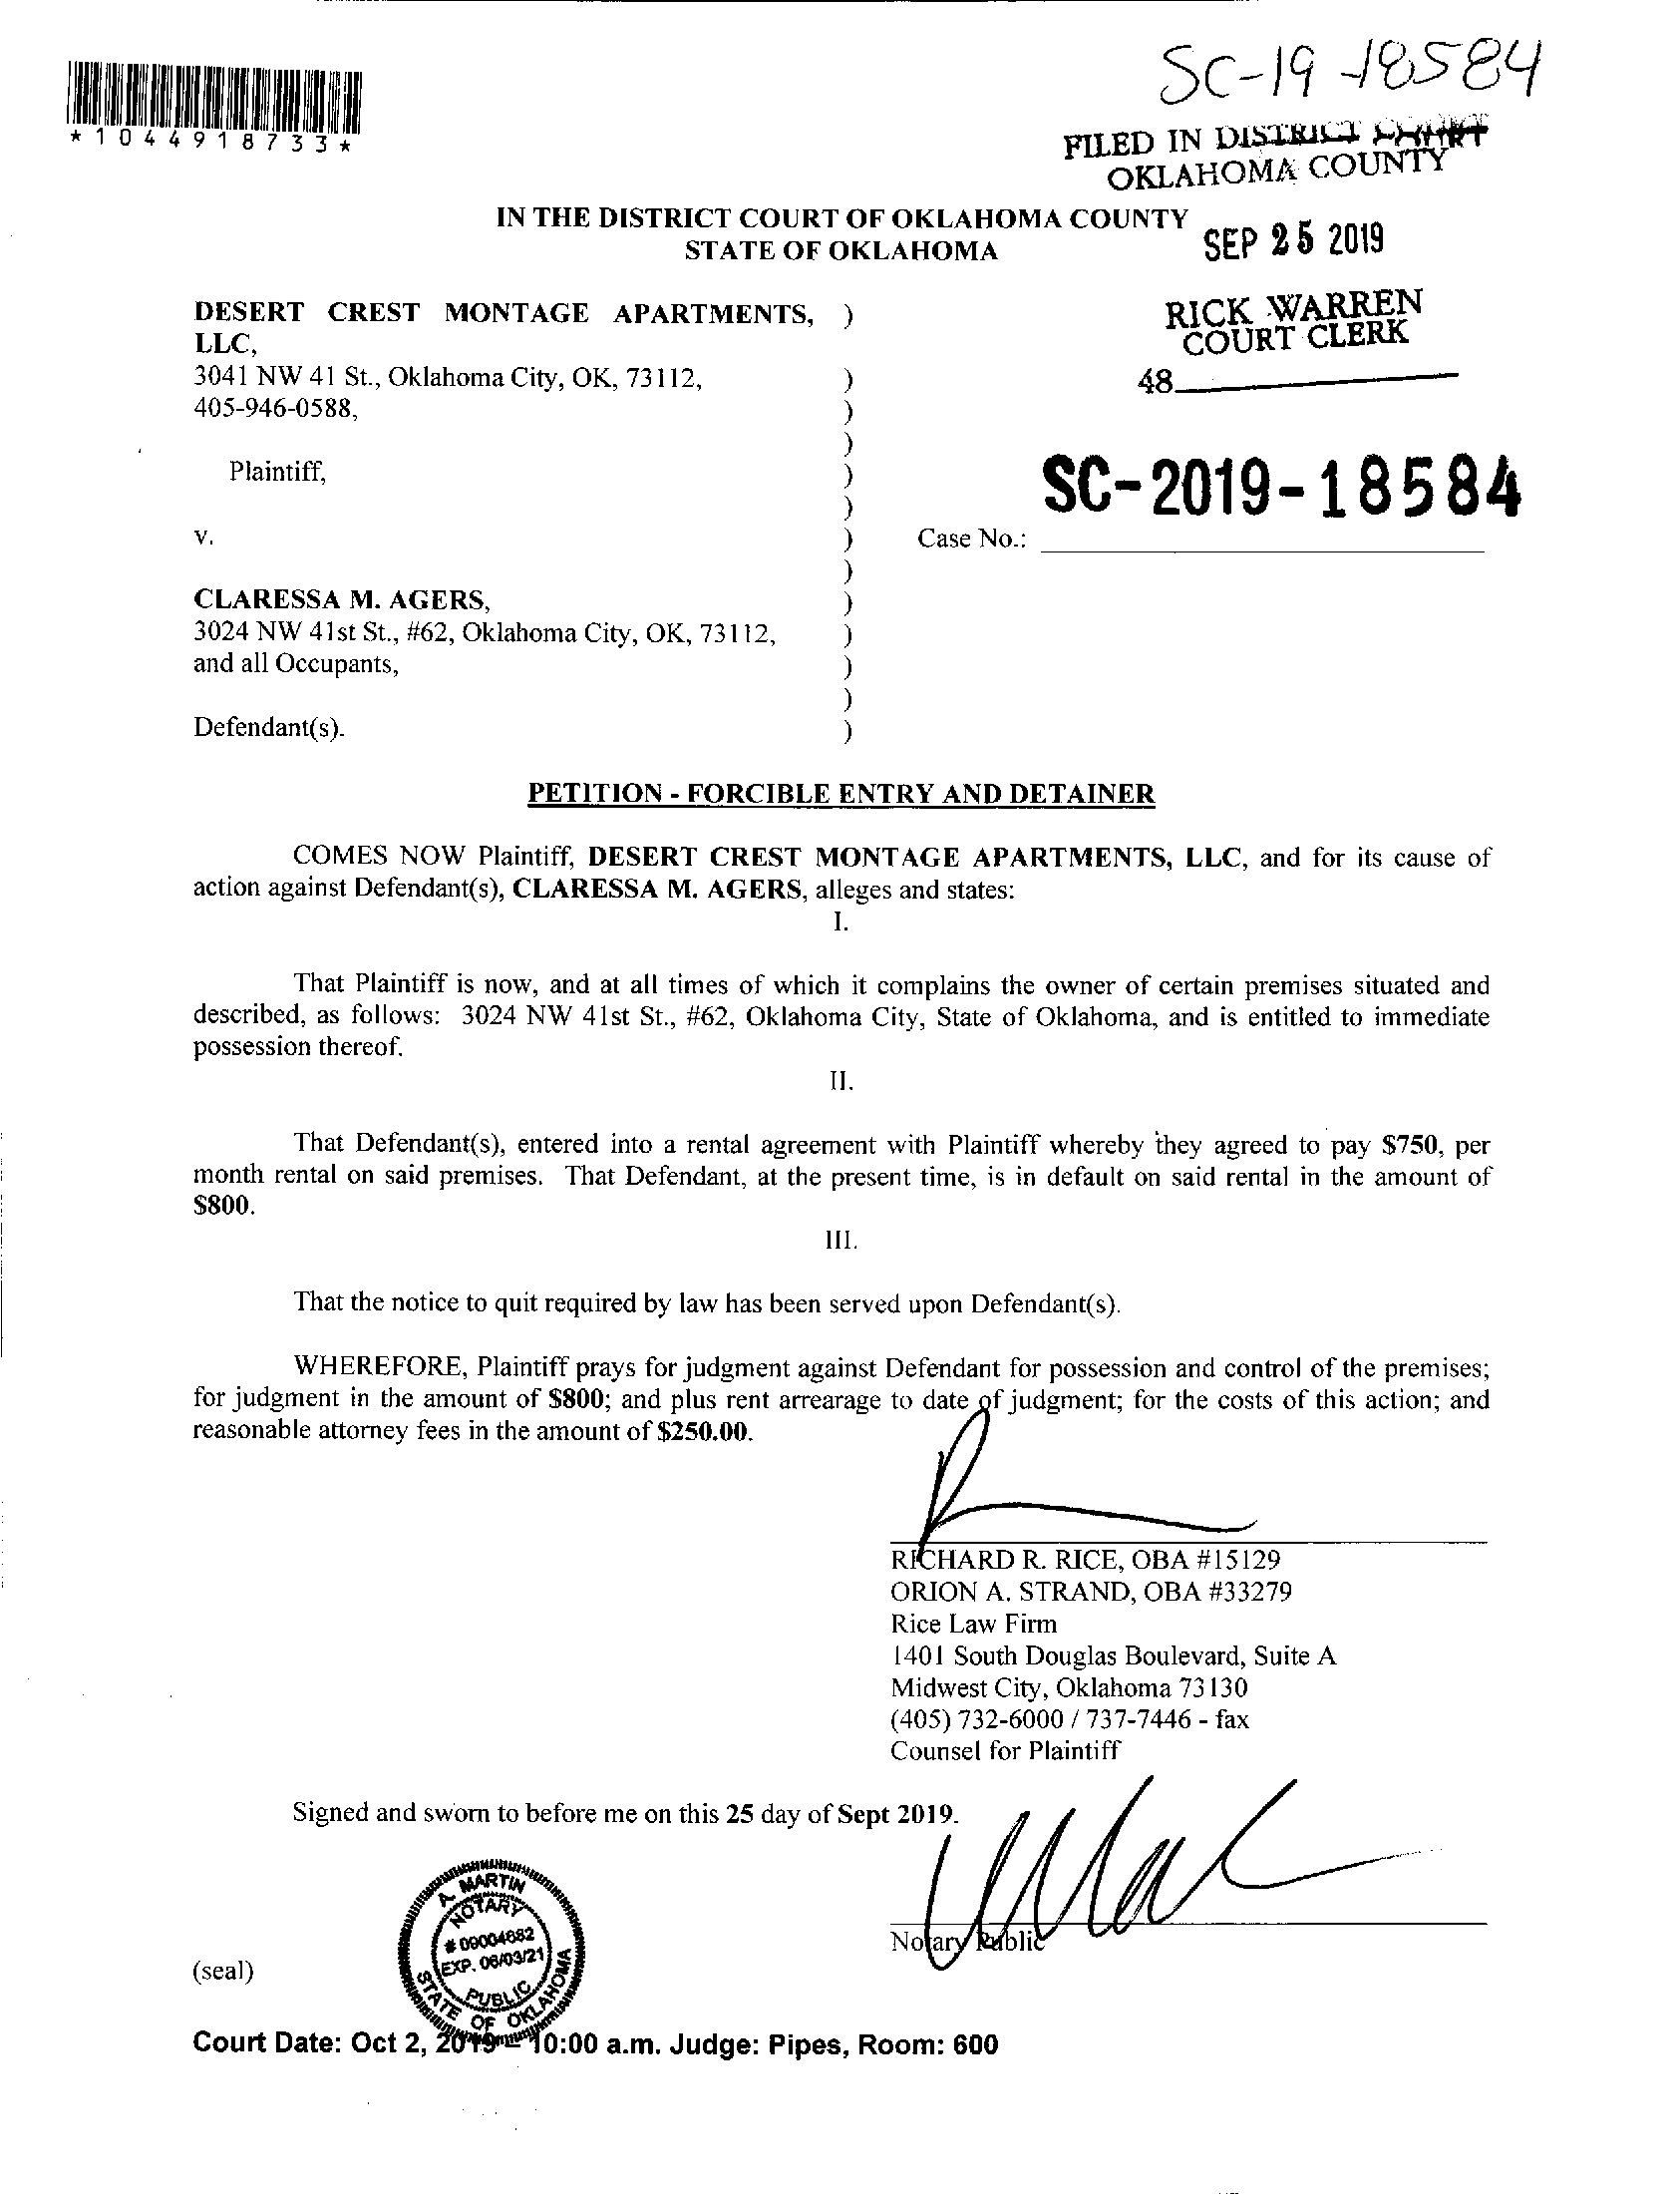 SC-19-18584
*1044918733*
FILED IN DISTRICT COURT
OKLAHOMA COUNTY
IN THE DISTRICT COURT OF OKLAHOMA COUNTY
STATE OF OKLAHOMA
SEP 25 2019
DESERT CREST MONTAGE APARTMENTS, )
LLC,
RICK WARREN
COURT CLERK
3041 NW 41 St., Oklahoma City, OK, 73112, )
48
405-946-0588, )
)
Plaintiff, )
)
SC-2019-18584
v. ) Case No.:
)
CLARESSA M. AGERS, )
3024 NW 41st St., #62, Oklahoma City, OK, 73112, )
and all Occupants, )
)
Defendant(s). )
PETITION - FORCIBLE ENTRY AND DETAINER
COMES NOW Plaintiff, DESERT CREST MONTAGE APARTMENTS, LLC, and for its cause of
action against Defendant(s), CLARESSA M. AGERS, alleges and states:
I.
That Plaintiff is now, and at all times of which it complains the owner of certain premises situated and
described, as follows: 3024 NW 41st St., #62, Oklahoma City, State of Oklahoma, and is entitled to immediate
possession thereof.
II.
That Defendant(s), entered into a rental agreement with Plaintiff whereby they agreed to pay $750, per
month rental on said premises. That Defendant, at the present time, is in default on said rental in the amount of
$800.
III.
That the notice to quit required by law has been served upon Defendant(s).
WHEREFORE, Plaintiff prays for judgment against Defendant for possession and control of the premises;
for judgment in the amount of $800; and plus rent arrearage to date of judgment; for the costs of this action; and
reasonable attorney fees in the amount of $250.00.
RICHARD R. RICE, OBA #15129
ORION A. STRAND, OBA #33279
Rice Law Firm
1401 South Douglas Boulevard, Suite A
Midwest City, Oklahoma 73130
(405) 732-6000 / 737-7446 - fax
Counsel for Plaintiff
Signed and sworn to before me on this 25 day of Sept 2019.
A. MARTIN
NOTARY
# 09004682
EXP. 06/03/21
PUBLIC
STATE OF OKLAHOMA
Notary Public
(seal)
Court Date: Oct 2, 2019 10:00 a.m. Judge: Pipes, Room: 600